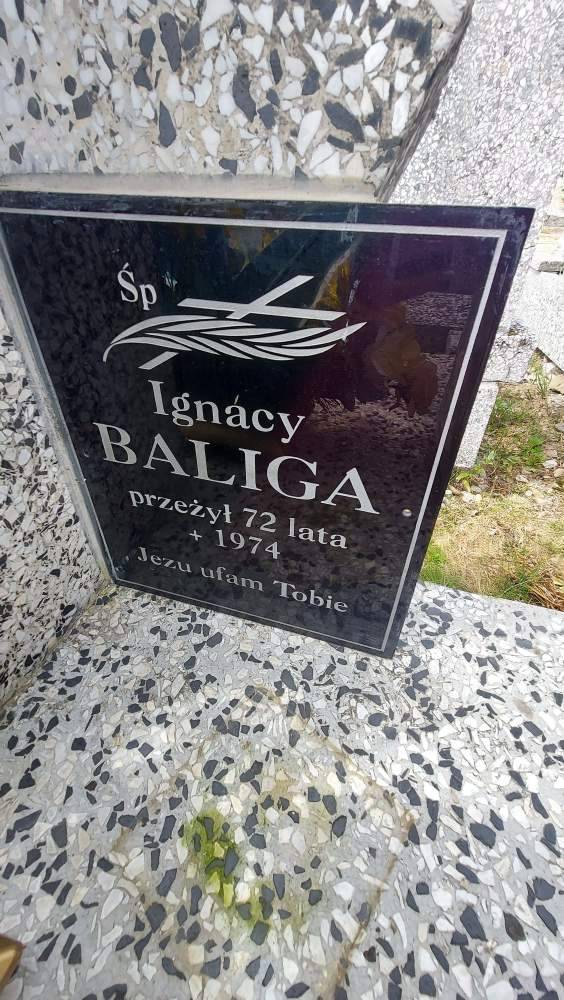 Śp
Ignacy
BALIGA
przeżył 72 lata
+ 1974
Jezu ufam Tobie